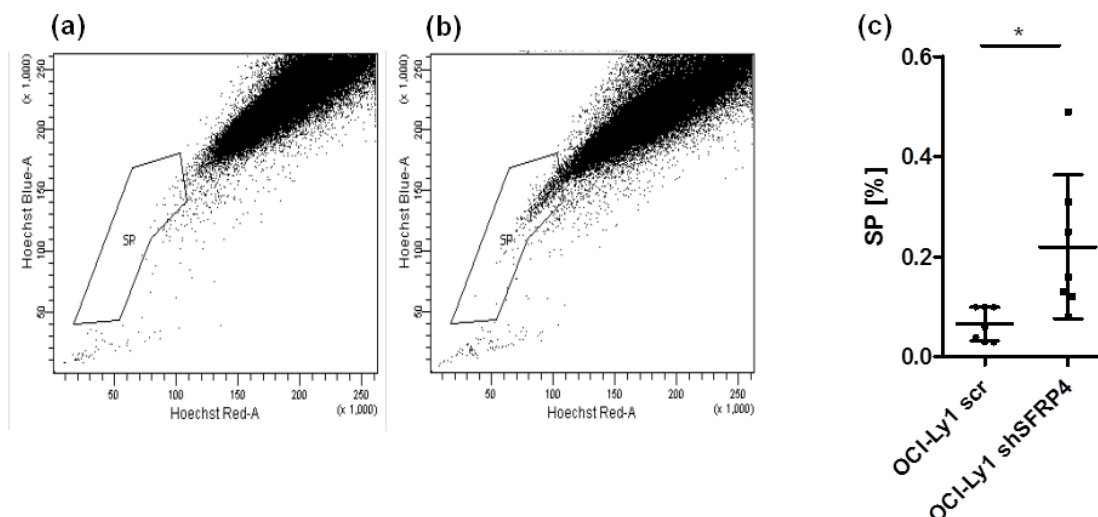 (a)
(x 1,000)
Hoechst Blue-A
250
200
150
100
50
SP
50 100 150 200 250
Hoechst Red-A
(x 1,000)
(b)
(x 1,000)
Hoechst Blue-A
250
200
150
100
50
SP
50 100 150 200 250
Hoechst Red-A
(x 1,000)
(c)
*
SP [%]
0.6
0.4
0.2
0.0
OCI-Ly1 scr
OCI-Ly1 shSFRP4